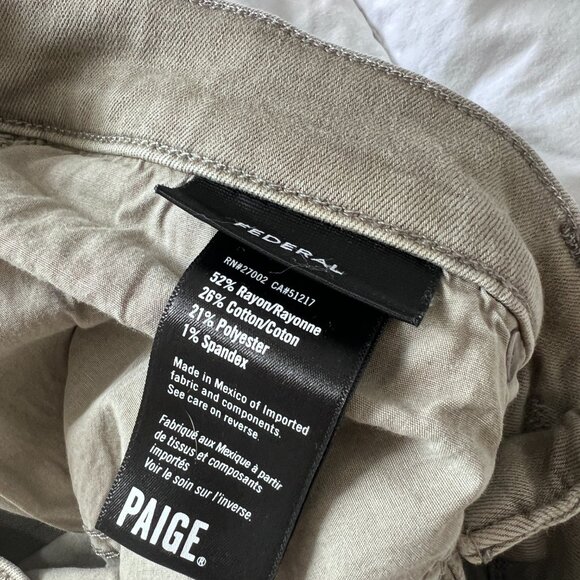 FEDERAL
RN#27002 CA#51217
52% Rayon/Rayonne
26% Cotton/Coton
21% Polyester
1% Spandex
Made in Mexico of Imported
fabric and components.
See care on reverse.
Fabriqué aux Mexique à partir
de tissus et composants
importés
Voir le soin sur l'inverse.
PAIGE®